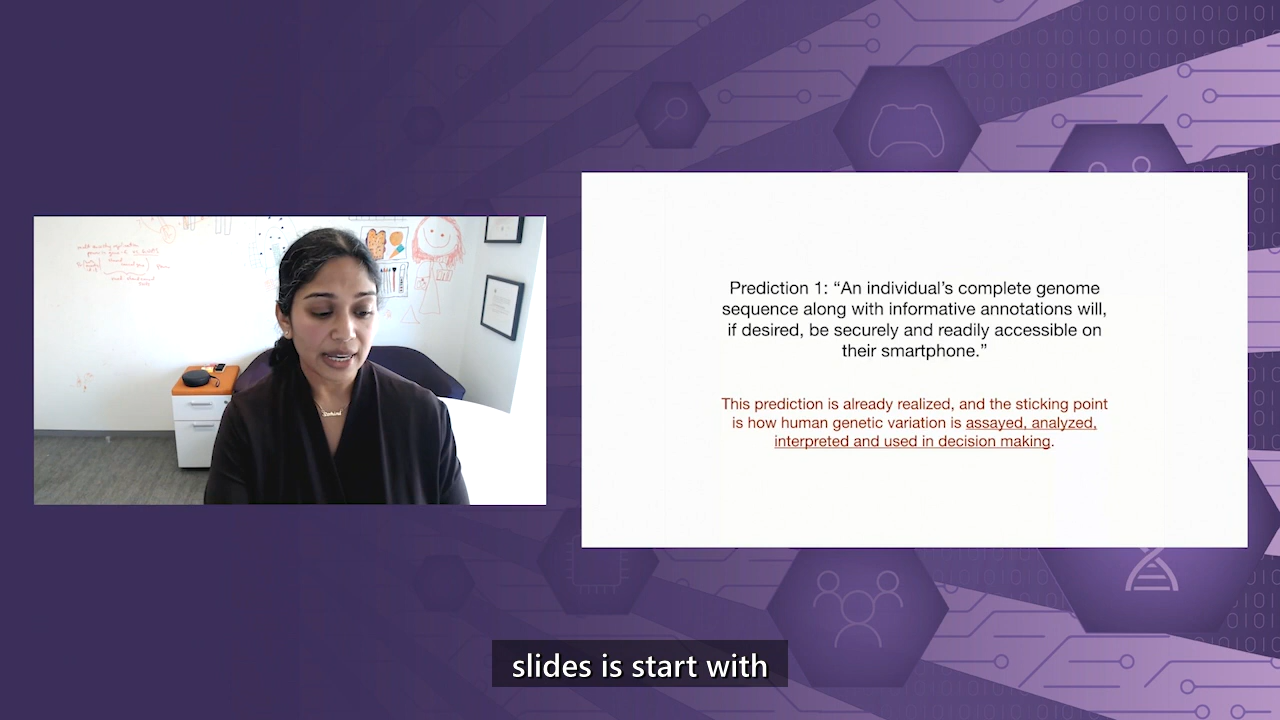 Prediction 1: “An individual’s complete genome
sequence along with informative annotations will,
if desired, be securely and readily accessible on
their smartphone.”
This prediction is already realized, and the sticking point
is how human genetic variation is assayed, analyzed,
interpreted and used in decision making.
slides is start with